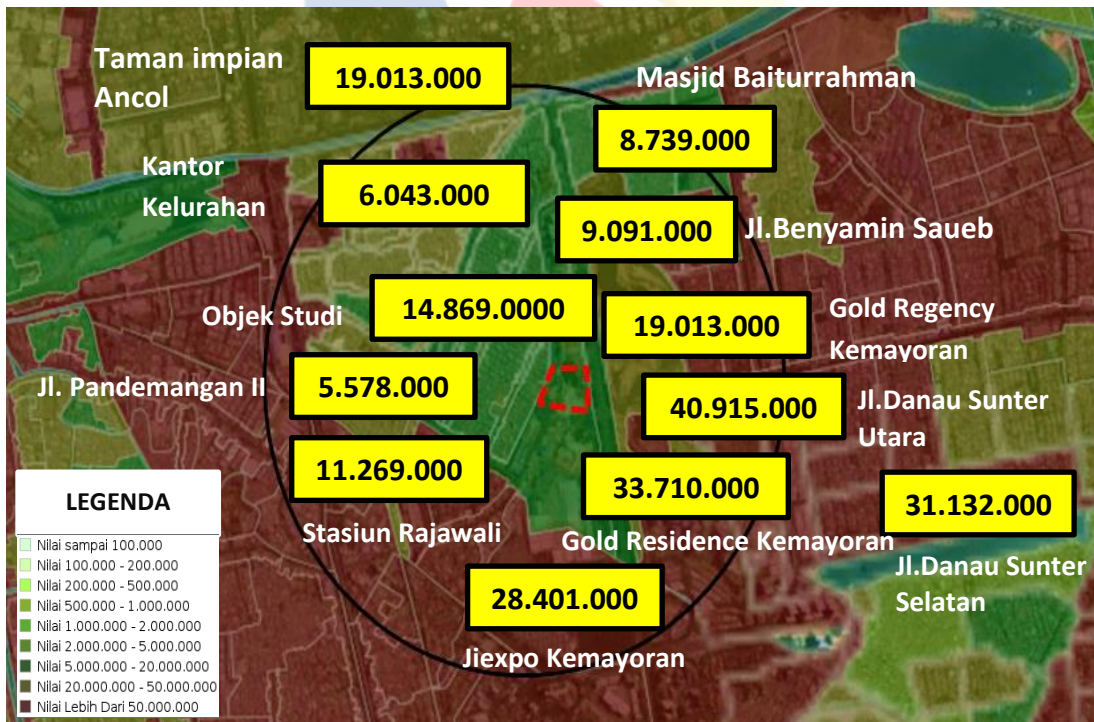 Taman impian
Ancol
19.013.000
Masjid Baiturrahman
8.739.000
Kantor
Kelurahan
6.043.000
9.091.000
Jl.Benyamin Saueb
Objek Studi
14.869.0000
19.013.000
Gold Regency
Kemayoran
Jl. Pandemangan II
5.578.000
40.915.000
Jl.Danau Sunter
Utara
11.269.000
Stasiun Rajawali
33.710.000
Gold Residence Kemayoran
31.132.000
Jl.Danau Sunter
Selatan
28.401.000
Jiexpo Kemayoran
LEGENDA
Nilai sampai 100.000
Nilai 100.000 - 200.000
Nilai 200.000 - 500.000
Nilai 500.000 - 1.000.000
Nilai 1.000.000 - 2.000.000
Nilai 2.000.000 - 5.000.000
Nilai 5.000.000 - 20.000.000
Nilai 20.000.000 - 50.000.000
Nilai Lebih Dari 50.000.000